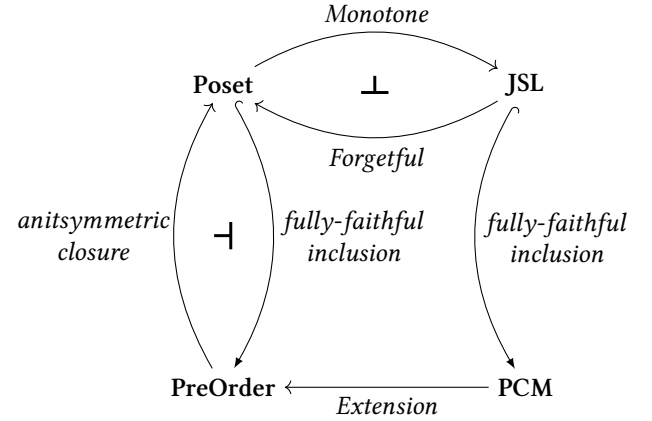 Monotone
Poset
⊥
JSL
Forgetful
anitsymmetric
closure
⊣
fully-faithful
inclusion
fully-faithful
inclusion
PreOrder
PCM
Extension